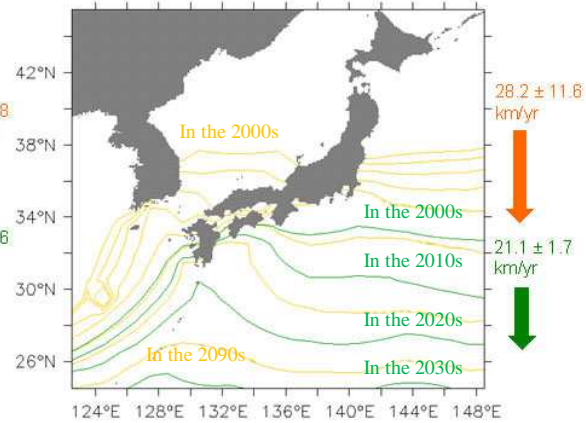 42°N
38°N
34°N
30°N
26°N
124°E 128°E 132°E 136°E 140°E 144°E 148°E
8
6
In the 2000s
In the 2000s
In the 2010s
In the 2020s
In the 2090s
In the 2030s
28.2 ± 11.6
km/yr
21.1 ± 1.7
km/yr